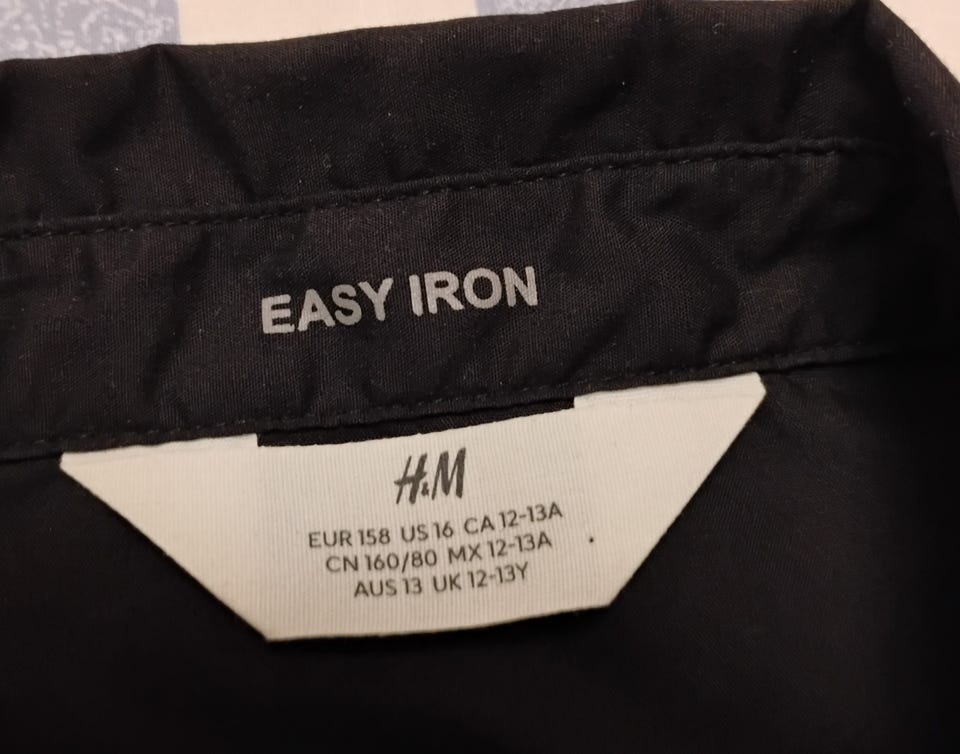 EASY IRON
H&M
EUR 158 US 16 CA 12-13A
CN 160/80 MX 12-13A
AUS 13 UK 12-13Y